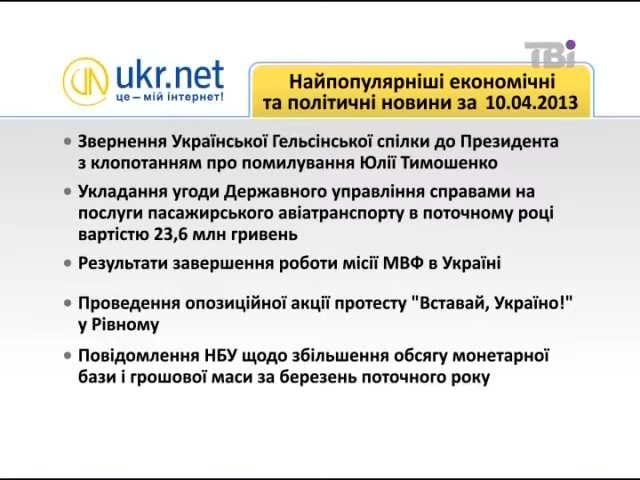 ТВі
ukr.net
це – мій інтернет!
Найпопулярніші економічні
та політичні новини за 10.04.2013
Звернення Української Гельсінської спілки до Президента
з клопотанням про помилування Юлії Тимошенко
Укладання угоди Державного управління справами на
послуги пасажирського авіатранспорту в поточному році
вартістю 23,6 млн гривень
Результати завершення роботи місії МВФ в Україні
Проведення опозиційної акції протесту "Вставай, Україно!"
у Рівному
Повідомлення НБУ щодо збільшення обсягу монетарної
бази і грошової маси за березень поточного року